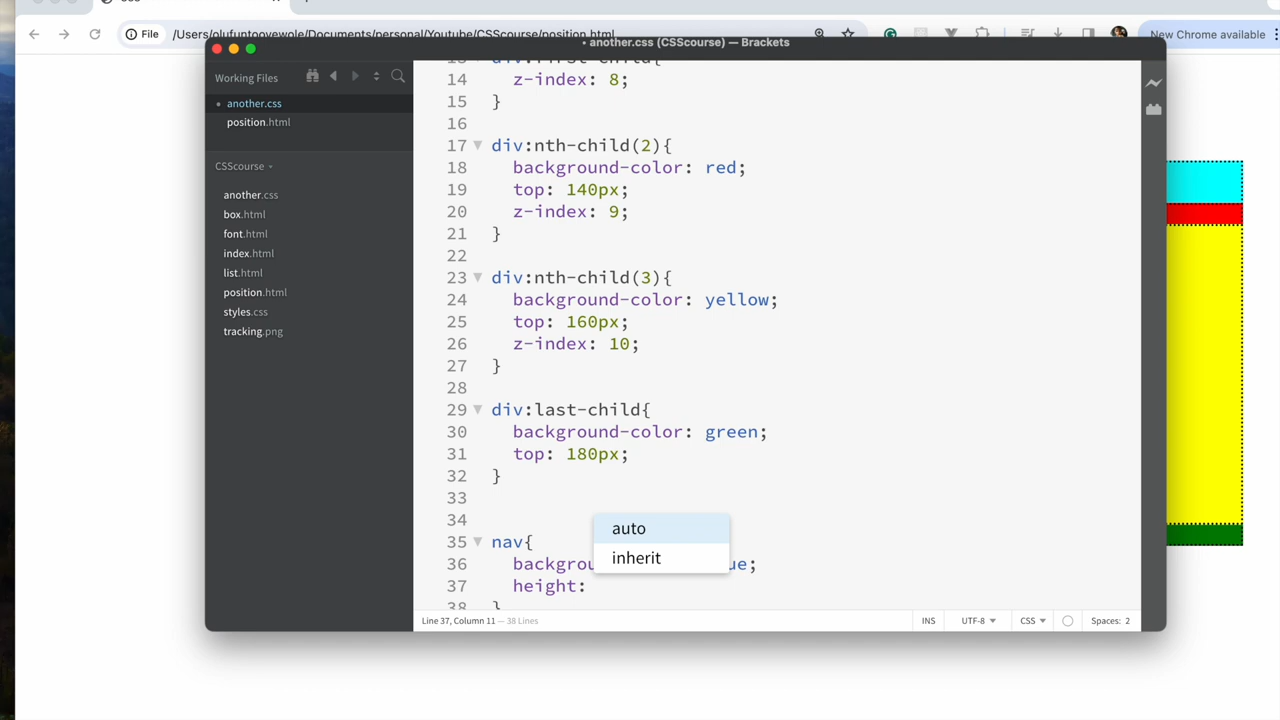 File
/Users/olufuntooyewole/Documents/personal/Youtube/CSScourse/position.html
New Chrome available
• another.css (CSScourse) — Brackets
Working Files
another.css
position.html
CSScourse
another.css
box.html
font.html
index.html
list.html
position.html
styles.css
tracking.png
13 div:first-child{
14 z-index: 8;
15 }
16
17 div:nth-child(2){
18 background-color: red;
19 top: 140px;
20 z-index: 9;
21 }
22
23 div:nth-child(3){
24 background-color: yellow;
25 top: 160px;
26 z-index: 10;
27 }
28
29 div:last-child{
30 background-color: green;
31 top: 180px;
32 }
33
34
auto
35 nav{
inherit
36 backgrou ue;
37 height:
38 }
Line 37, Column 11 — 38 Lines
INS
UTF-8
CSS
Spaces: 2